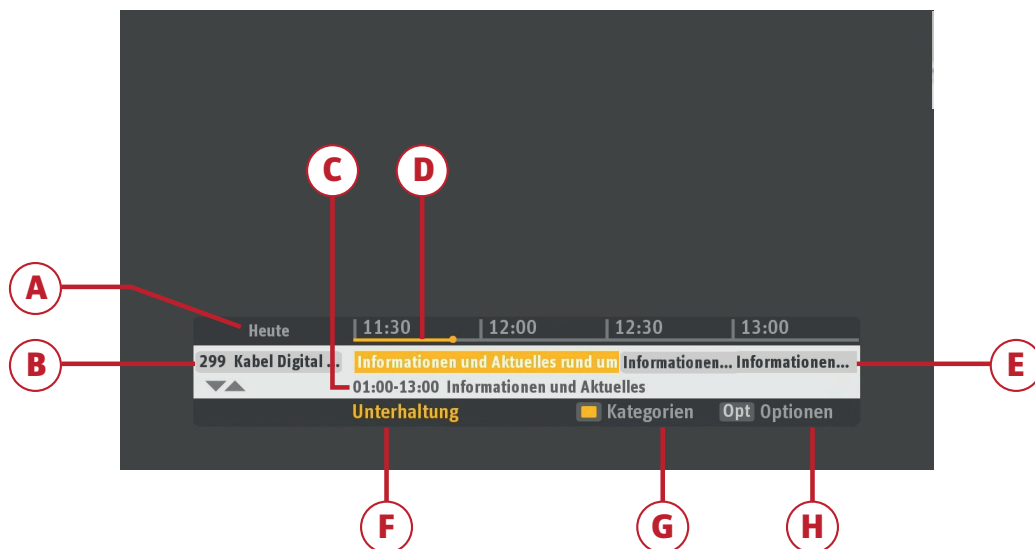 C D
A
Heute 11:30 12:00 12:30 13:00
B 299 Kabel Digital ... Informationen und Aktuelles rund um Informationen... Informationen... E
01:00-13:00 Informationen und Aktuelles
Unterhaltung Kategorien Opt Optionen
F G H